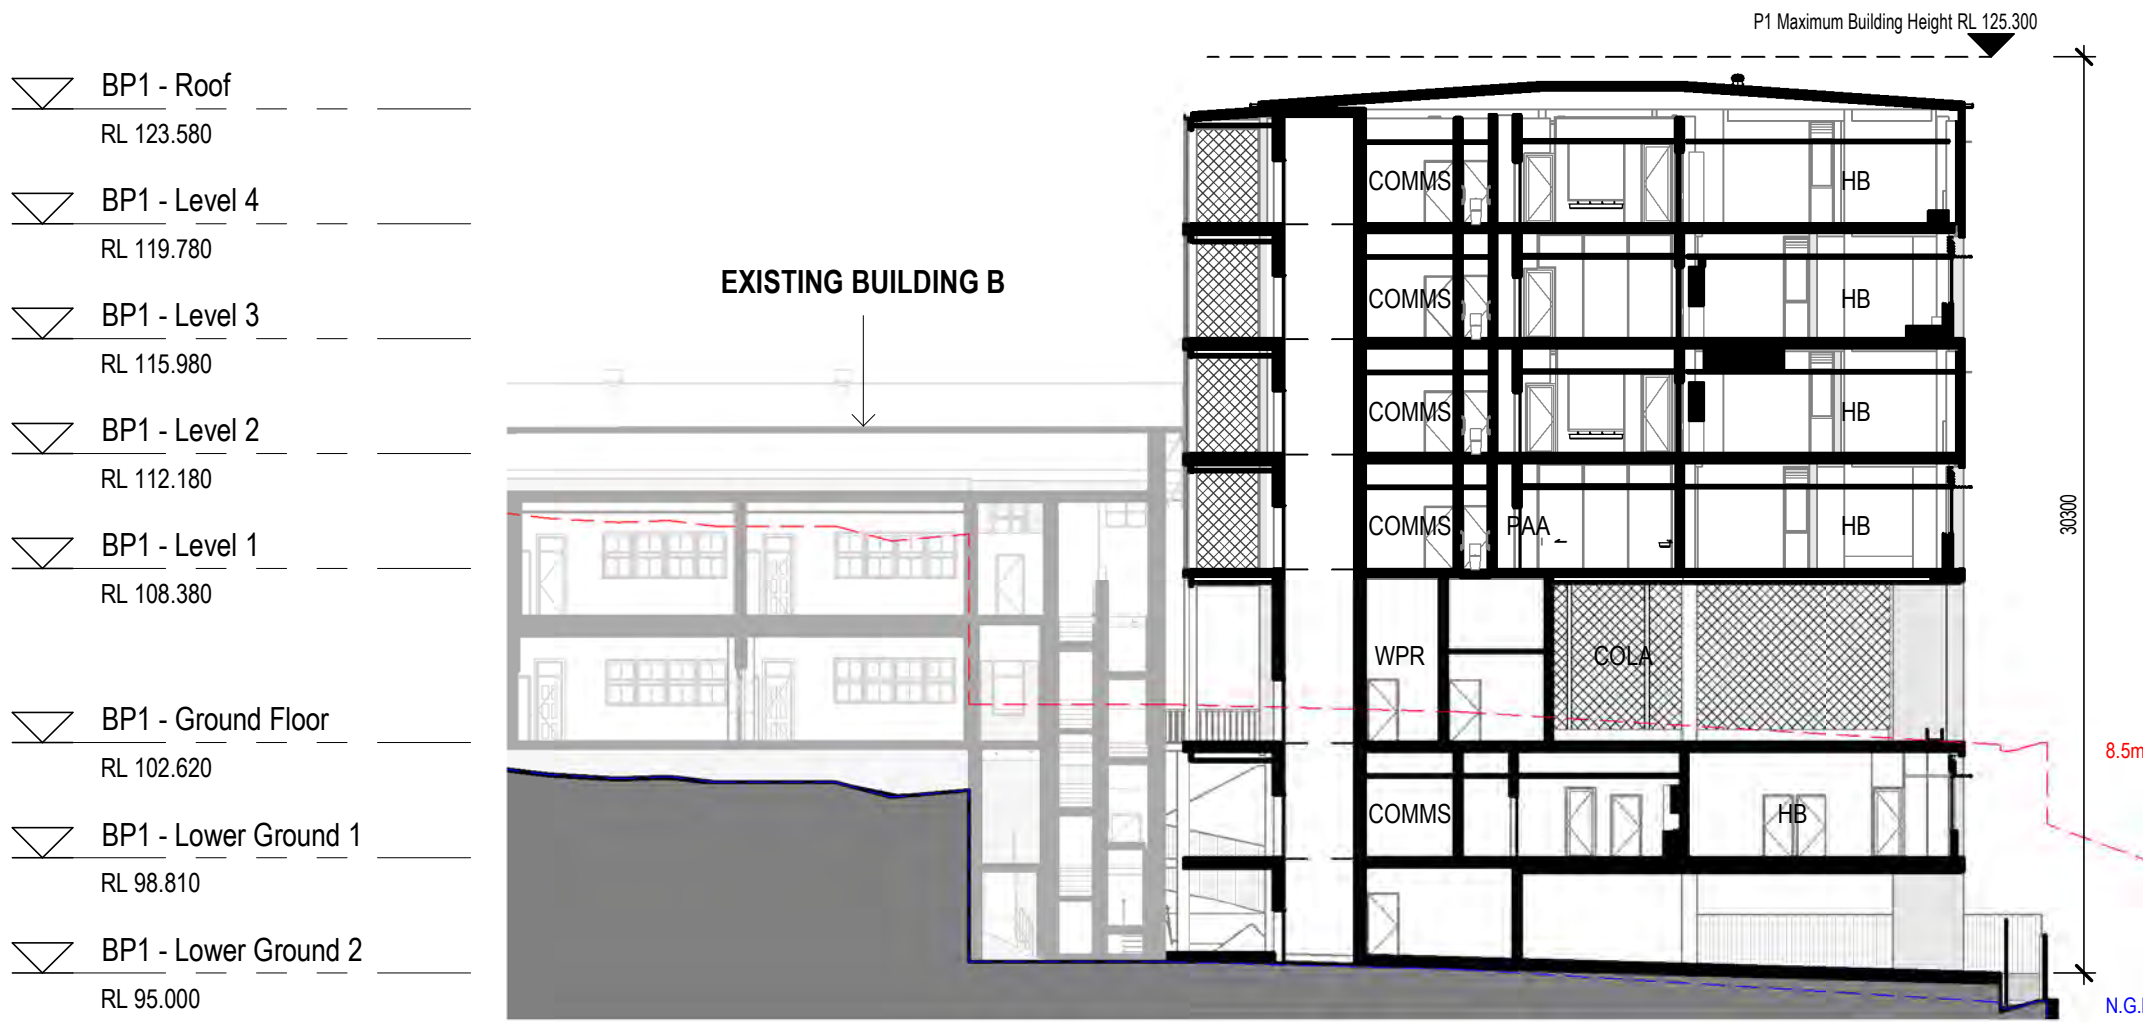 P1 Maximum Building Height RL 125.300
BP1 - Roof
RL 123.580
BP1 - Level 4
RL 119.780
BP1 - Level 3
RL 115.980
BP1 - Level 2
RL 112.180
BP1 - Level 1
RL 108.380
BP1 - Ground Floor
RL 102.620
BP1 - Lower Ground 1
RL 98.810
BP1 - Lower Ground 2
RL 95.000
EXISTING BUILDING B
COMMS HB
COMMS HB
COMMS HB
COMMS PAA HB
WPR COLA
COMMS HB
30300
8.5m
N.G.